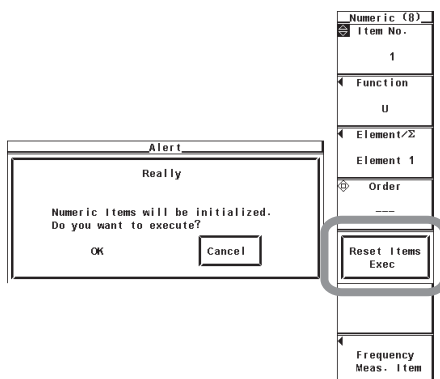 Alert
Really
Numeric Items will be initialized.
Do you want to execute?
OK
Cancel
Numeric (8)
Item No.
1
Function
U
Element/Σ
Element 1
Order
---
Reset Items
Exec
Frequency
Meas. Item